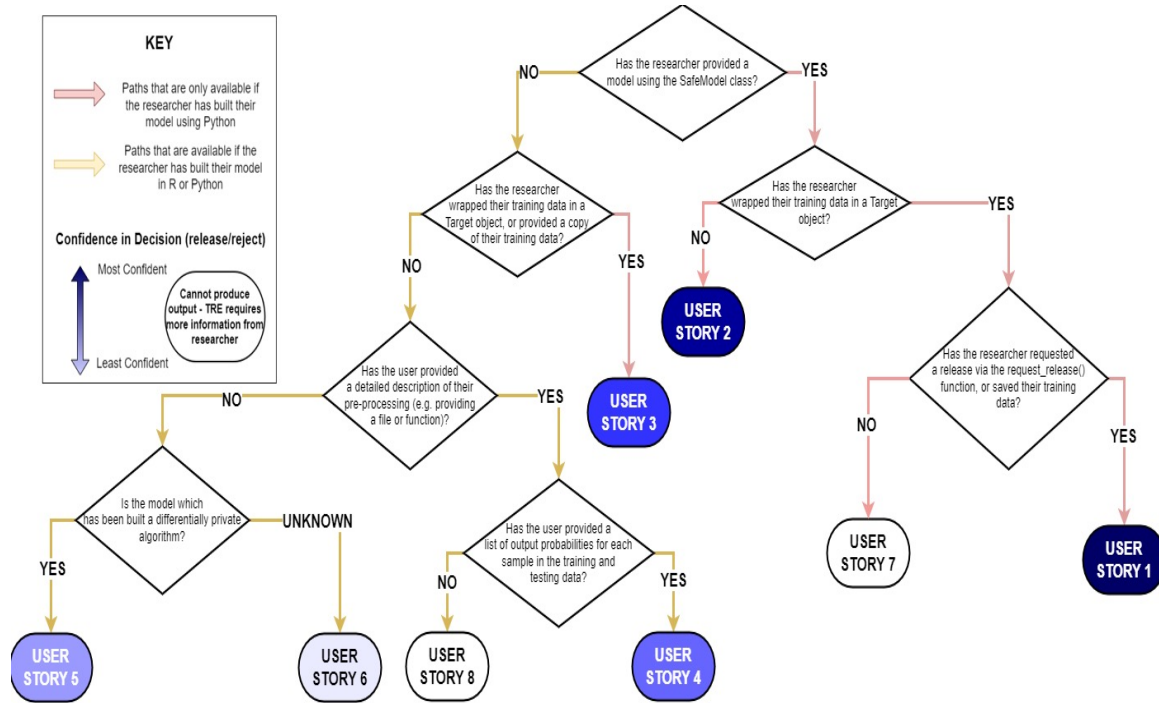 KEY
Paths that are only available if
the researcher has built their
model using Python
Paths that are available if the
researcher has built their model
in R or Python
Confidence in Decision (release/reject)
Most Confident
Cannot produce
output - TRE requires
more information from
researcher
Least Confident
Has the researcher provided a
model using the SafeModel class?
NO
YES
Has the researcher
wrapped their training data in a
Target object, or provided a copy
of their training data?
Has the researcher
wrapped their training data in a Target
object?
NO
YES
NO
YES
USER
STORY 2
Has the user provided
a detailed description of their
pre-processing (e.g. providing
a file or function)?
USER
STORY 3
Has the researcher requested
a release via the request_release()
function, or saved their training
data?
NO
YES
NO
YES
Is the model which
has been built a differentially private
algorithm?
Has the user provided a
list of output probabilities for each
sample in the training and
testing data?
YES
UNKNOWN
NO
YES
USER
STORY 7
USER
STORY 1
USER
STORY 5
USER
STORY 6
USER
STORY 8
USER
STORY 4